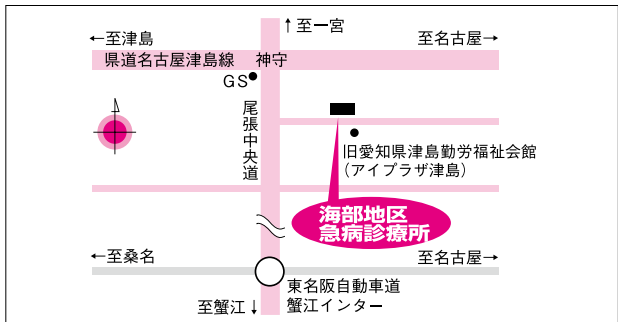 ↑至一宮
←至津島
至名古屋→
県道名古屋津島線
神守
GS
尾張中央道
旧愛知県津島勤労福祉会館
(アイプラザ津島)
海部地区
急病診療所
←至桑名
至名古屋→
東名阪自動車道
蟹江インター
至蟹江↓